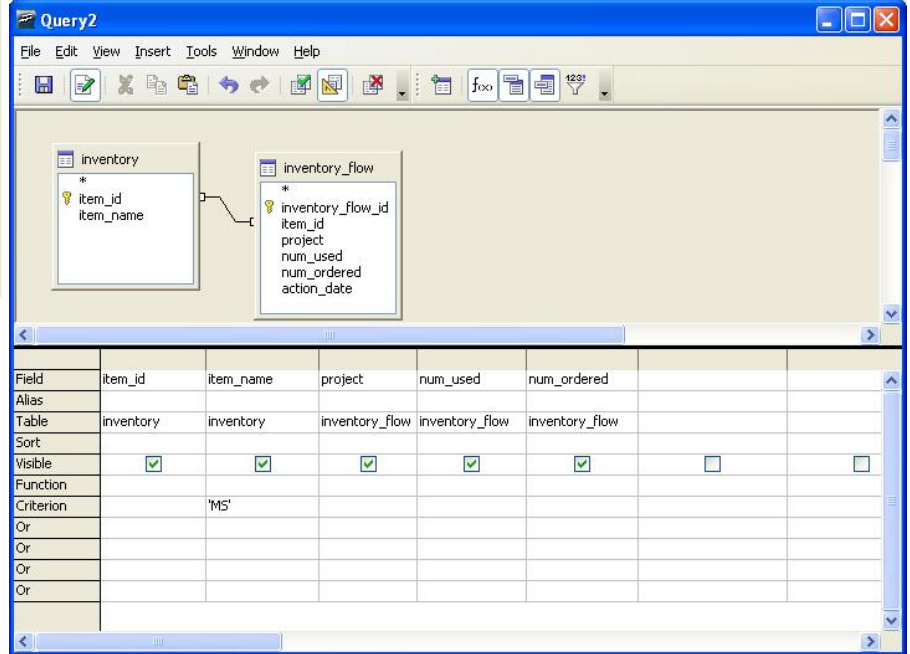 Query2
File Edit View Insert Tools Window Help
inventory
*
item_id
item_name
inventory_flow
*
inventory_flow_id
item_id
project
num_used
num_ordered
action_date
Field item_id item_name project num_used num_ordered
Alias
Table inventory inventory inventory_flow inventory_flow inventory_flow
Sort
Visible
Function
Criterion 'MS'
Or
Or
Or
Or